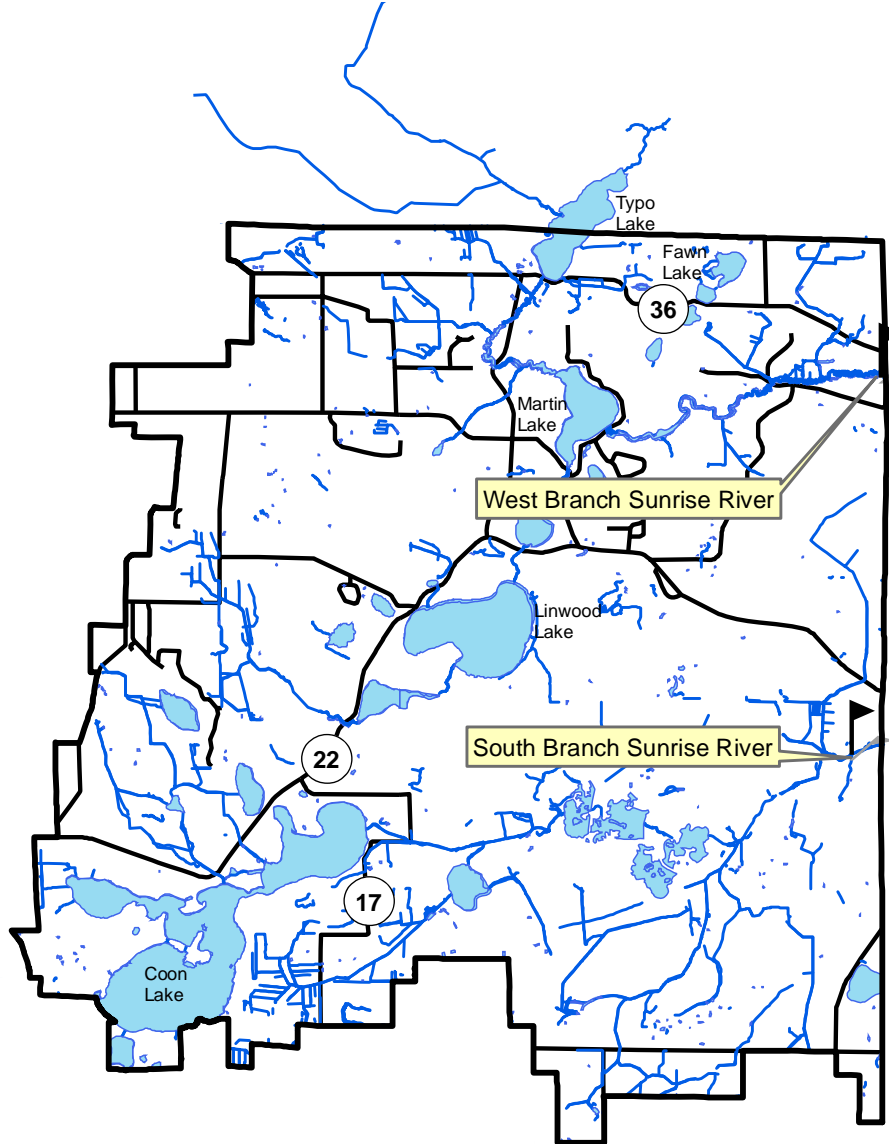 Typo
Lake
Fawn
Lake
36
Martin
Lake
West Branch Sunrise River
Linwood
Lake
South Branch Sunrise River
22
17
Coon
Lake